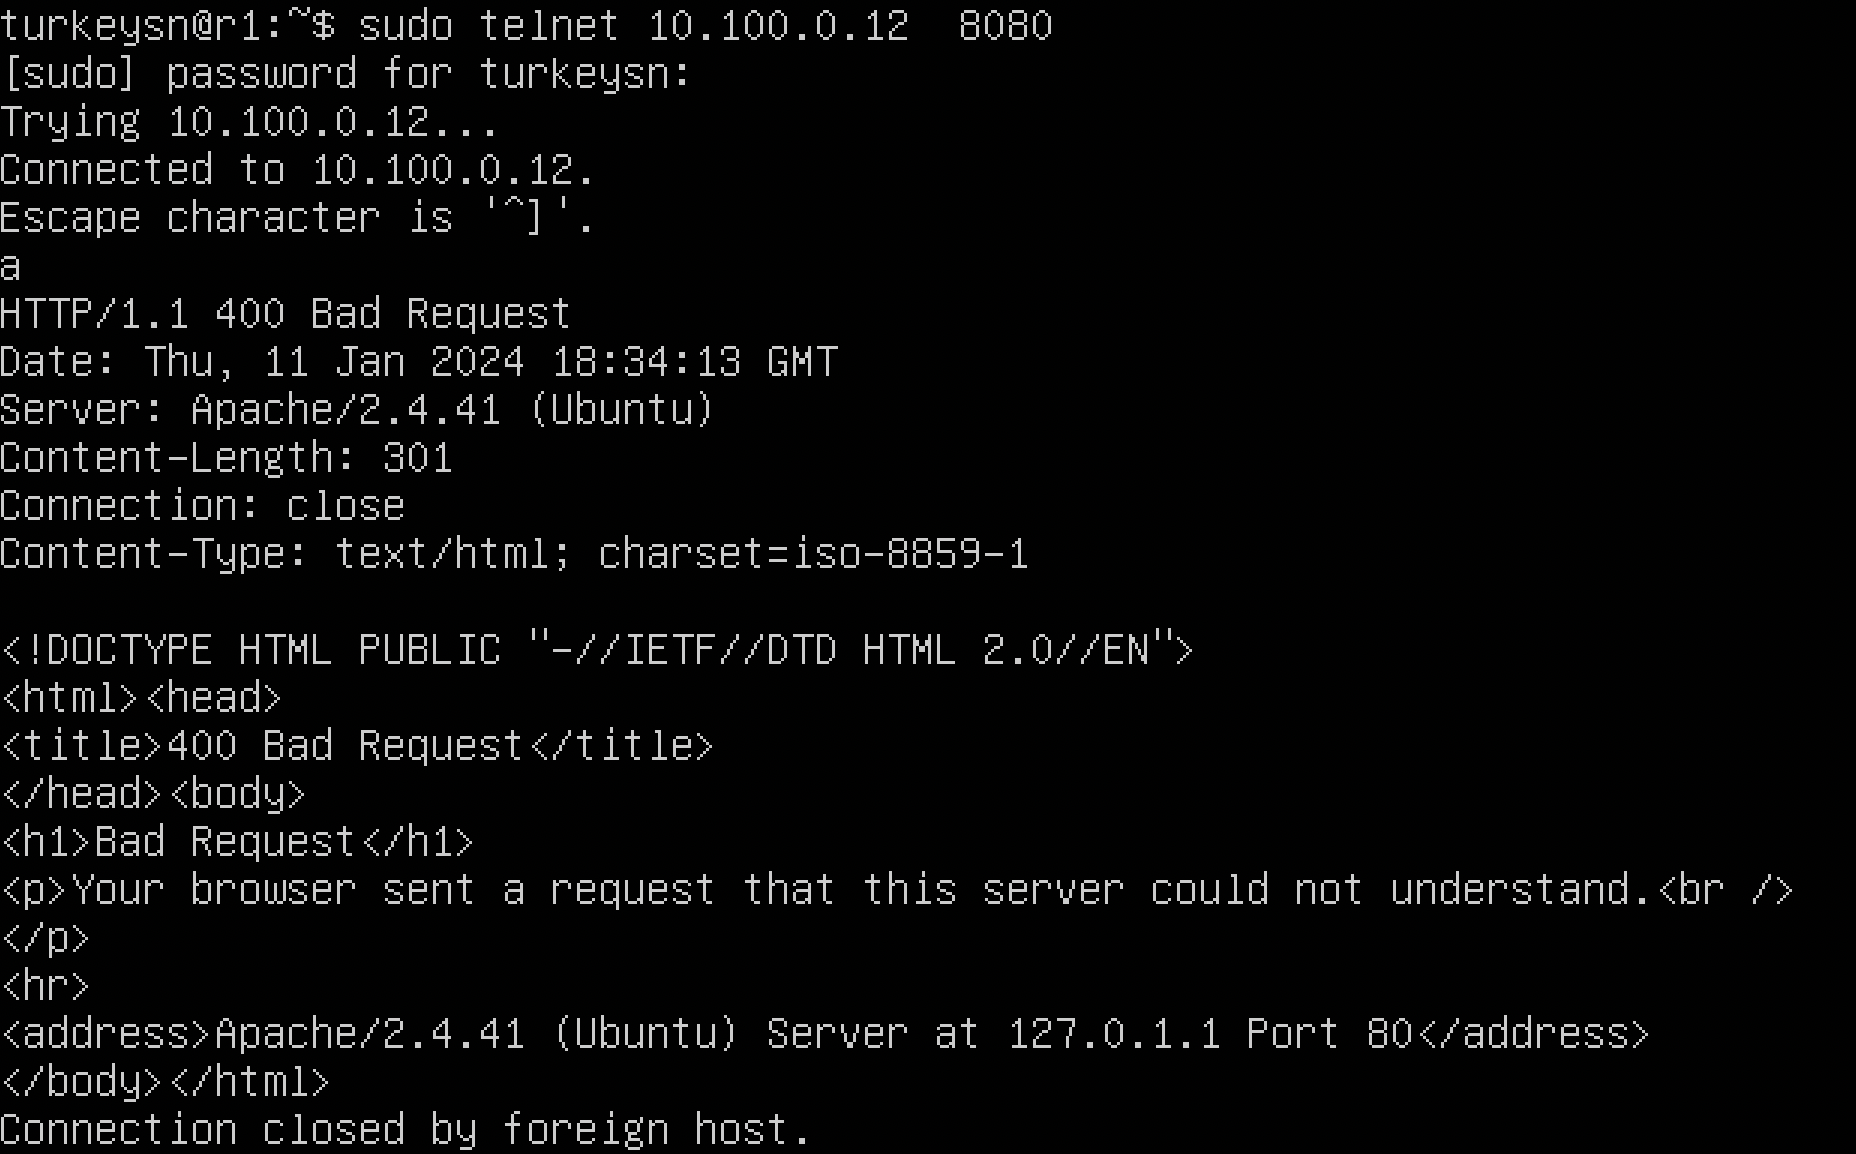 turkeysn@r1:~$ sudo telnet 10.100.0.12  8080
[sudo] password for turkeysn:
Trying 10.100.0.12...
Connected to 10.100.0.12.
Escape character is '^]'.
a
HTTP/1.1 400 Bad Request
Date: Thu, 11 Jan 2024 18:34:13 GMT
Server: Apache/2.4.41 (Ubuntu)
Content-Length: 301
Connection: close
Content-Type: text/html; charset=iso-8859-1

<!DOCTYPE HTML PUBLIC "-//IETF//DTD HTML 2.0//EN">
<html><head>
<title>400 Bad Request</title>
</head><body>
<h1>Bad Request</h1>
<p>Your browser sent a request that this server could not understand.<br />
</p>
<hr>
<address>Apache/2.4.41 (Ubuntu) Server at 127.0.1.1 Port 80</address>
</body></html>
Connection closed by foreign host.